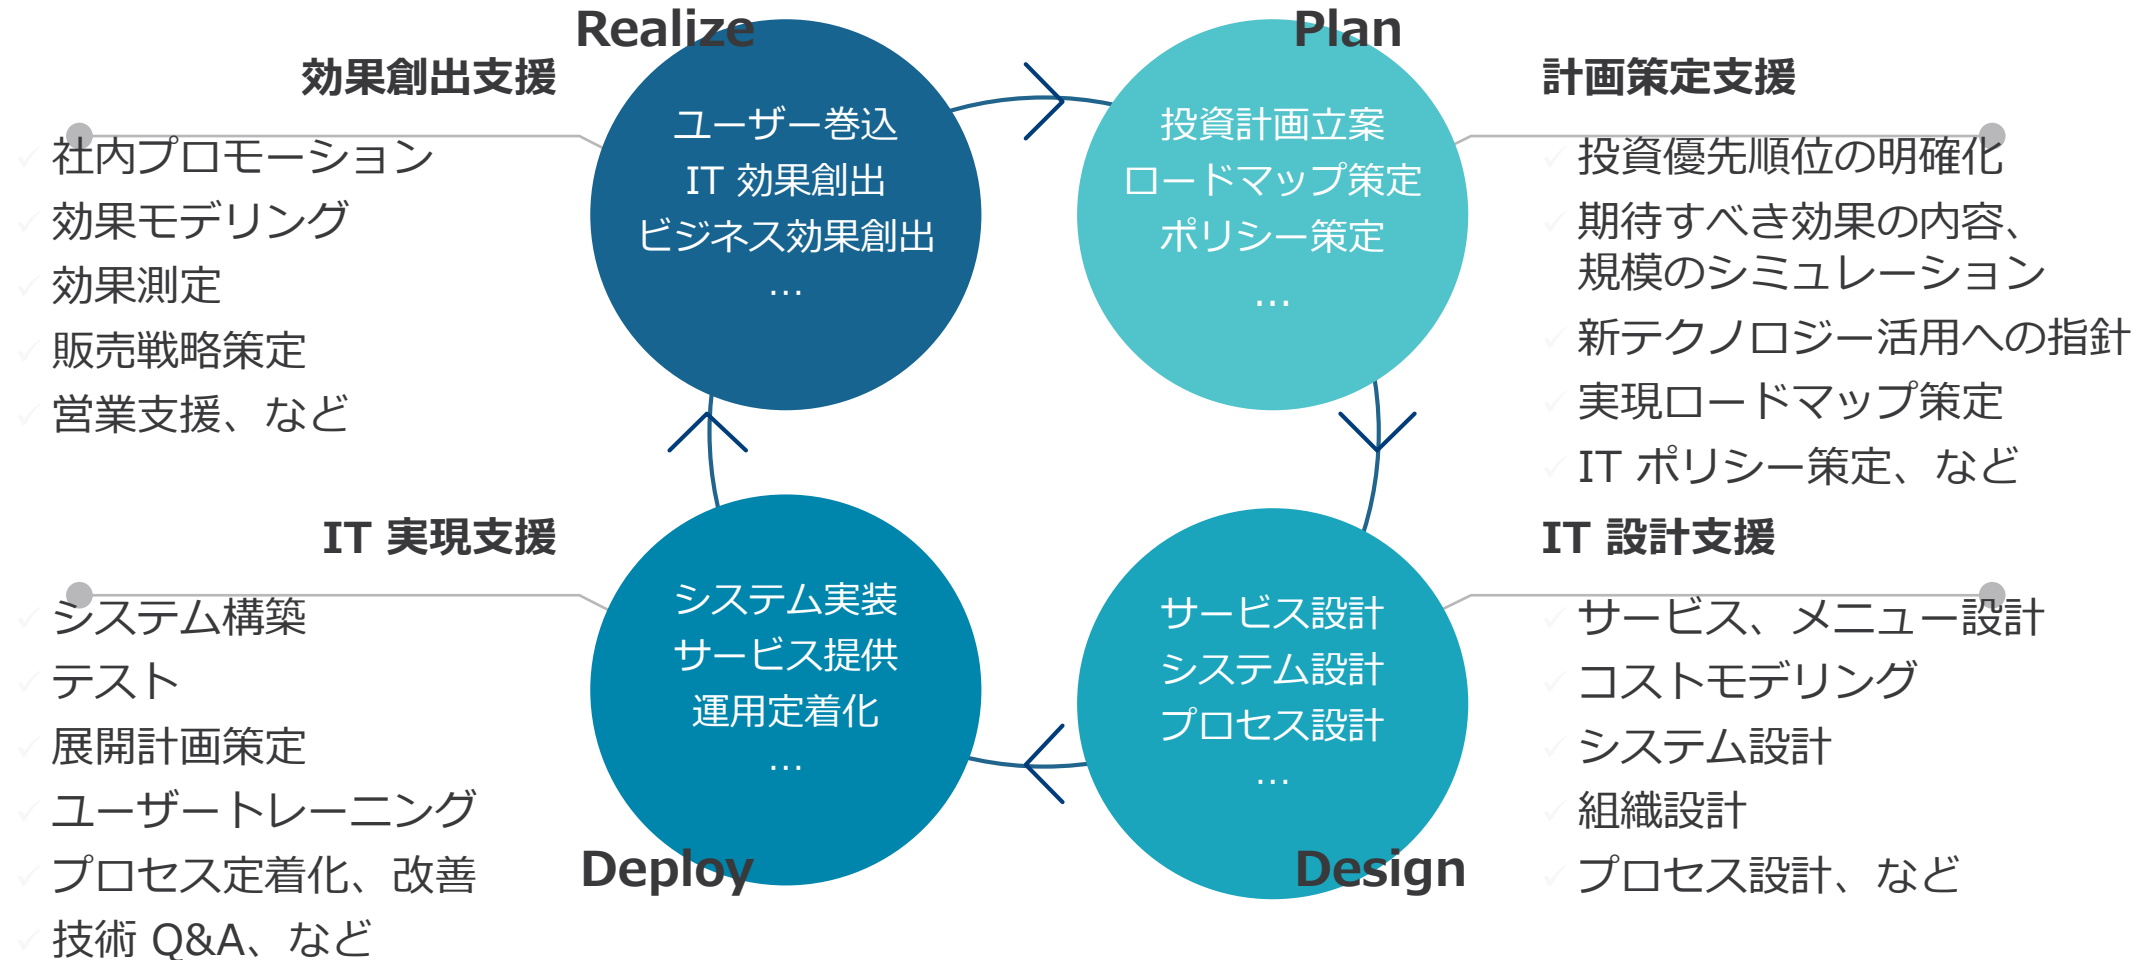 Realize
効果創出支援
✓ 社内プロモーション
✓ 効果モデリング
✓ 効果測定
✓ 販売戦略策定
✓ 営業支援、など
ユーザー巻込
IT 効果創出
ビジネス効果創出
…
Plan
投資計画立案
ロードマップ策定
ポリシー策定
…
計画策定支援
✓ 投資優先順位の明確化
✓ 期待すべき効果の内容、
規模のシミュレーション
✓ 新テクノロジー活用への指針
✓ 実現ロードマップ策定
✓ IT ポリシー策定、など
IT 実現支援
✓ システム構築
✓ テスト
✓ 展開計画策定
✓ ユーザートレーニング
✓ プロセス定着化、改善
✓ 技術 Q&A、など
システム実装
サービス提供
運用定着化
…
Deploy
サービス設計
システム設計
プロセス設計
…
Design
IT 設計支援
✓ サービス、メニュー設計
✓ コストモデリング
✓ システム設計
✓ 組織設計
✓ プロセス設計、など